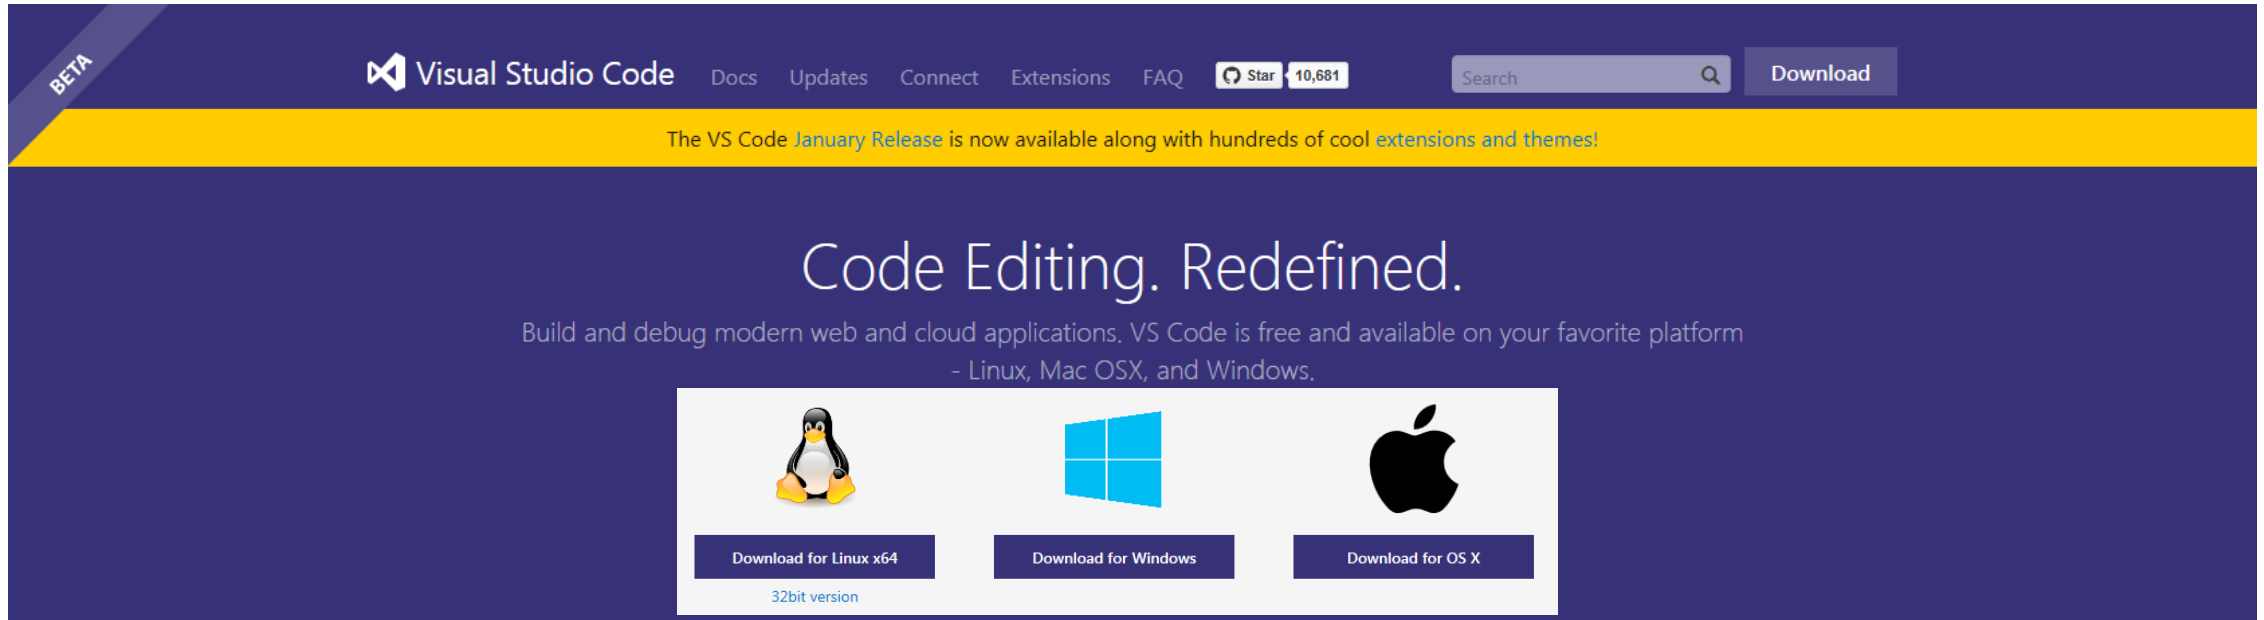 BETA
Visual Studio Code Docs Updates Connect Extensions FAQ Star 10,681 Search Download
The VS Code January Release is now available along with hundreds of cool extensions and themes!
Code Editing. Redefined.
Build and debug modern web and cloud applications. VS Code is free and available on your favorite platform
- Linux, Mac OSX, and Windows.
Download for Linux x64 Download for Windows Download for OS X
32bit version